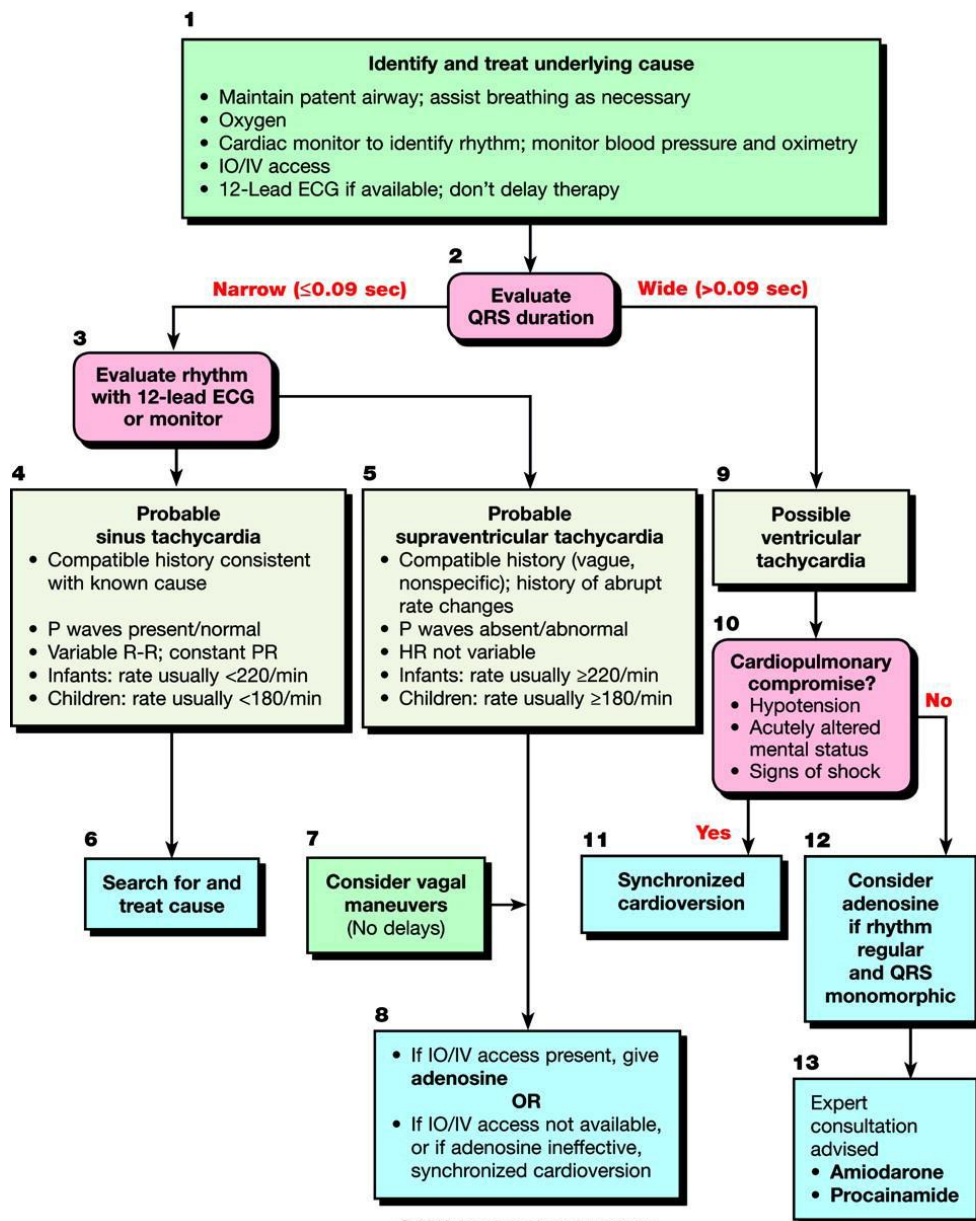 1
Identify and treat underlying cause
• Maintain patent airway; assist breathing as necessary
• Oxygen
• Cardiac monitor to identify rhythm; monitor blood pressure and oximetry
• IO/IV access
• 12-Lead ECG if available; don’t delay therapy
2
Narrow (≤0.09 sec)
Evaluate
QRS duration
Wide (>0.09 sec)
3
Evaluate rhythm
with 12-lead ECG
or monitor
4
Probable
sinus tachycardia
• Compatible history consistent
with known cause
• P waves present/normal
• Variable R-R; constant PR
• Infants: rate usually <220/min
• Children: rate usually <180/min
5
Probable
supraventricular tachycardia
• Compatible history (vague,
nonspecific); history of abrupt
rate changes
• P waves absent/abnormal
• HR not variable
• Infants: rate usually ≥220/min
• Children: rate usually ≥180/min
9
Possible
ventricular
tachycardia
10
Cardiopulmonary
compromise?
• Hypotension
• Acutely altered
mental status
• Signs of shock
No
Yes
6
Search for and
treat cause
7
Consider vagal
maneuvers
(No delays)
8
• If IO/IV access present, give
adenosine
OR
• If IO/IV access not available,
or if adenosine ineffective,
synchronized cardioversion
11
Synchronized
cardioversion
12
Consider
adenosine
if rhythm
regular
and QRS
monomorphic
13
Expert
consultation
advised
• Amiodarone
• Procainamide